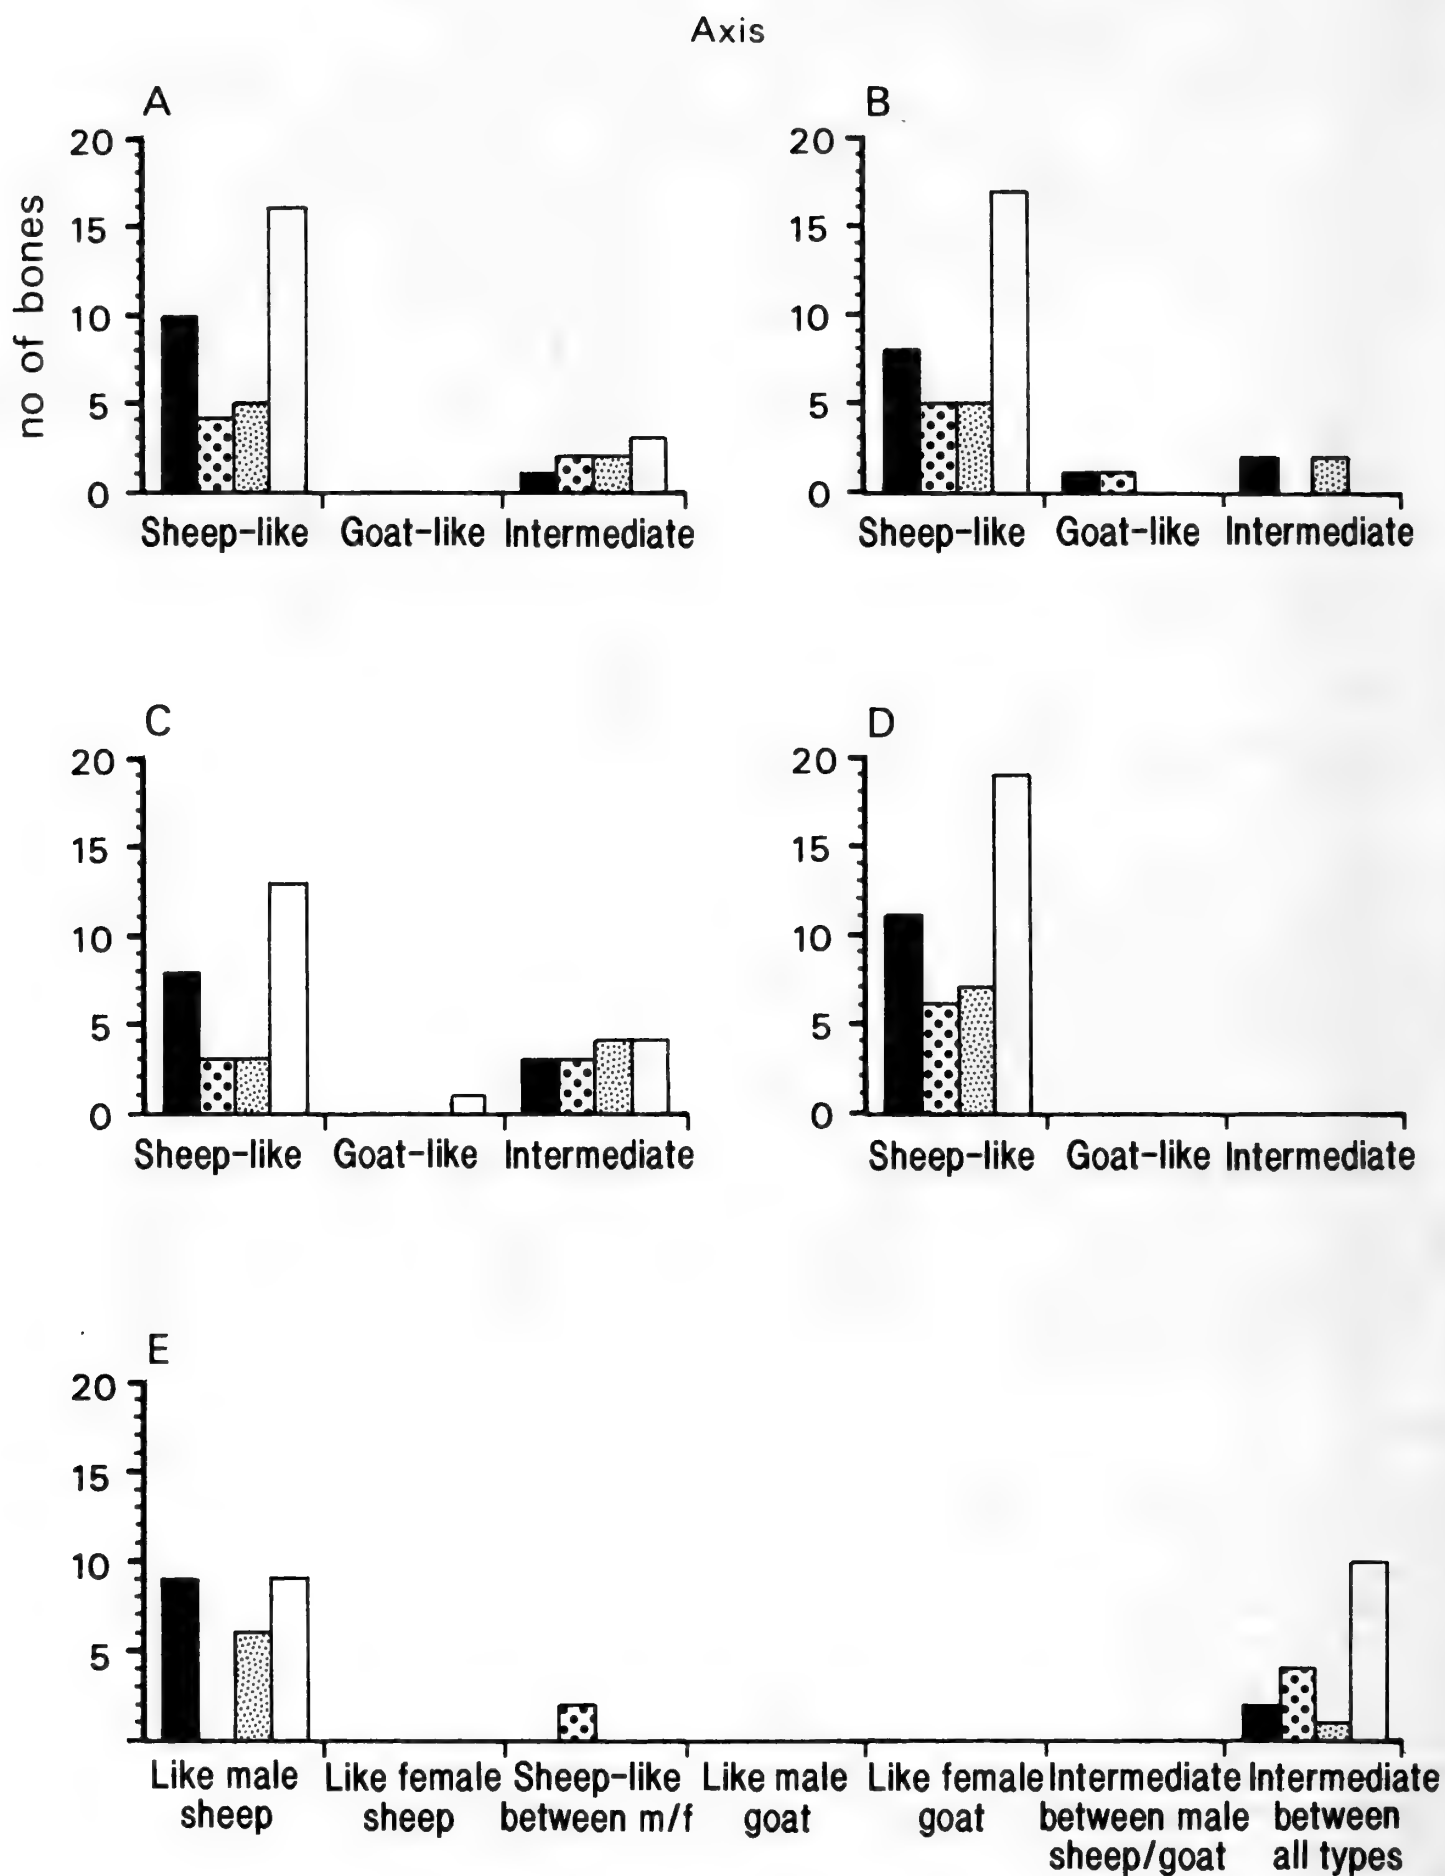 Axis
A
20
15
10
5
0
no of bones
Sheep-like Goat-like Intermediate
B
20
15
10
5
0
Sheep-like Goat-like Intermediate
C
20
15
10
5
0
Sheep-like Goat-like Intermediate
D
20
15
10
5
0
Sheep-like Goat-like Intermediate
E
20
15
10
5
Like male sheep
Like female sheep
Sheep-like between m/f
Like male goat
Like female goat
Intermediate between male sheep/goat
Intermediate between all types